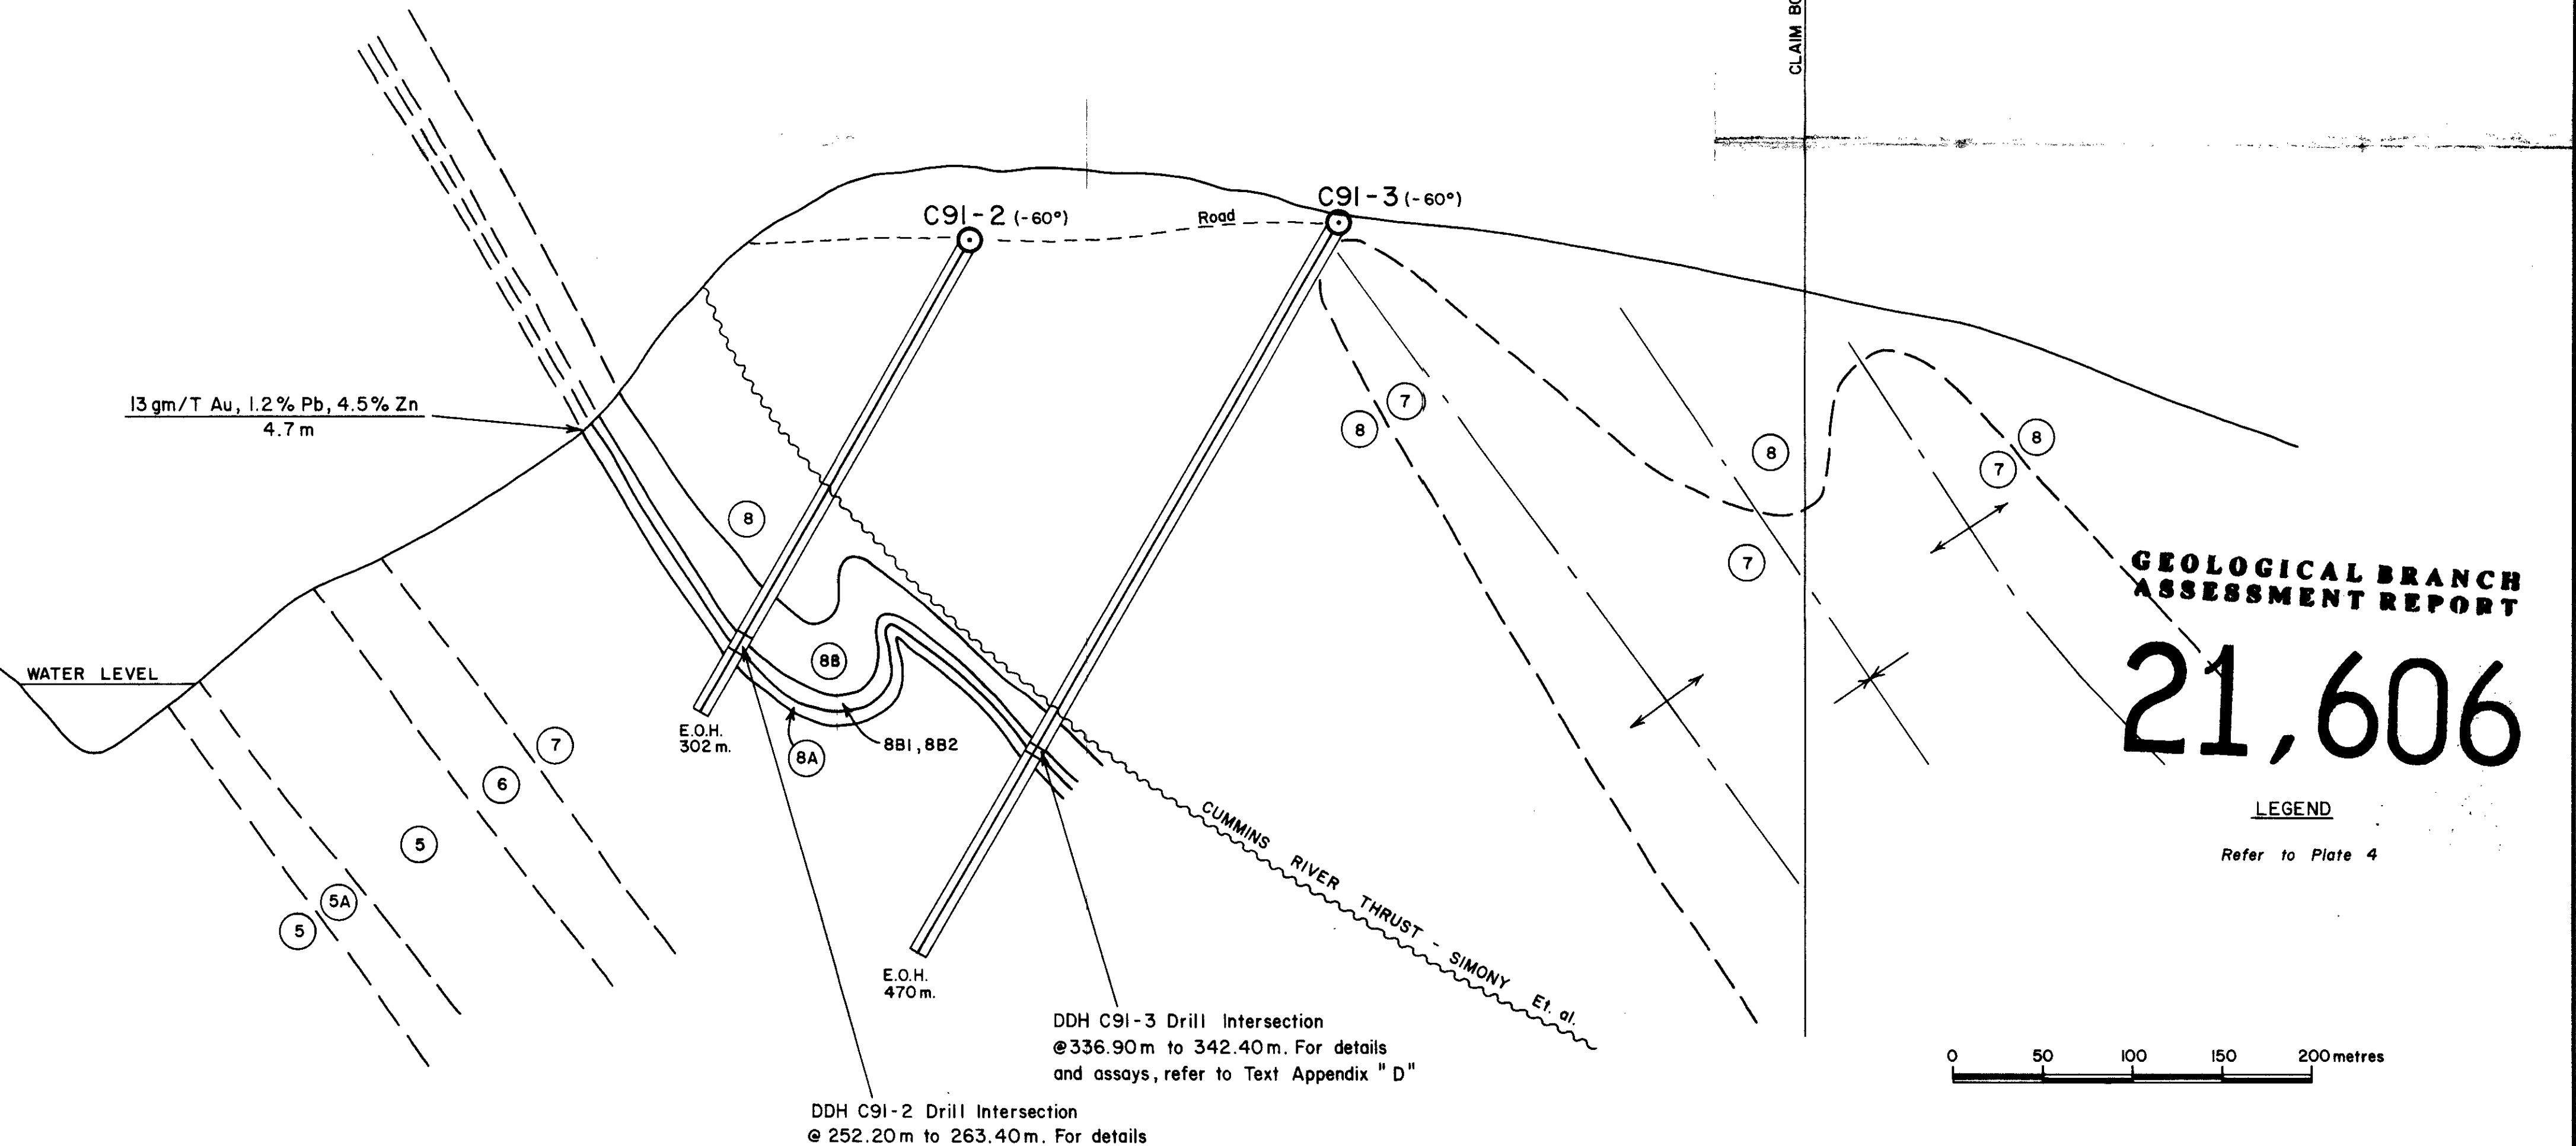 CLAIM
C91-2 (-60°)
Road
C91-3 (-60°)
13 gm/T Au, 1.2% Pb, 4.5% Zn
4.7 m
8
7
8
8
7
8
7
8
8B
8A
8B1, 8B2
WATER LEVEL
E.O.H.
302 m.
7
6
5
5A
5
E.O.H.
470 m.
CUMMINS RIVER THRUST - SIMONY Et. al.
GEOLOGICAL BRANCH
ASSESSMENT REPORT
21,606
LEGEND
Refer to Plate 4
DDH C91-3 Drill Intersection
@ 336.90 m to 342.40 m. For details
and assays, refer to Text Appendix "D"
DDH C91-2 Drill Intersection
@ 252.20 m to 263.40 m. For details
0 50 100 150 200 metres